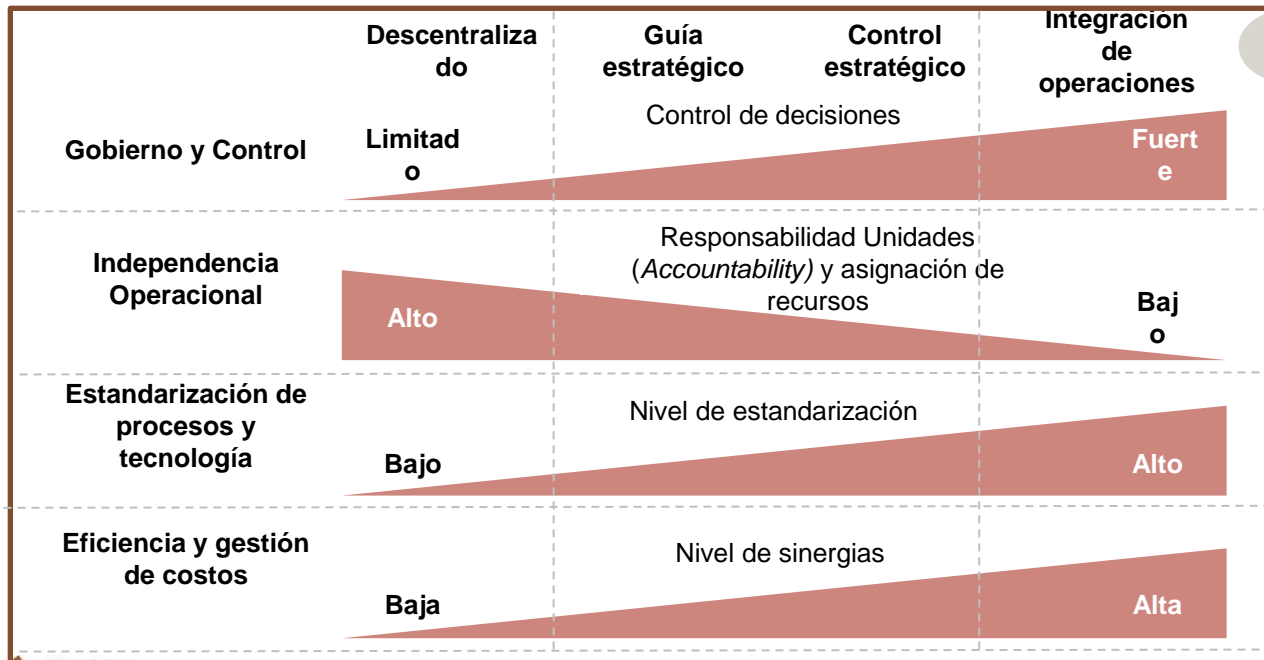 Descentraliza
do
Guía
estratégico
Control
estratégico
Integración
de
operaciones
Gobierno y Control
Limitad
o
Control de decisiones
Fuert
e
Independencia
Operacional
Alto
Responsabilidad Unidades
(Accountability) y asignación de
recursos
Baj
o
Estandarización de
procesos y
tecnología
Bajo
Nivel de estandarización
Alto
Eficiencia y gestión
de costos
Baja
Nivel de sinergias
Alta